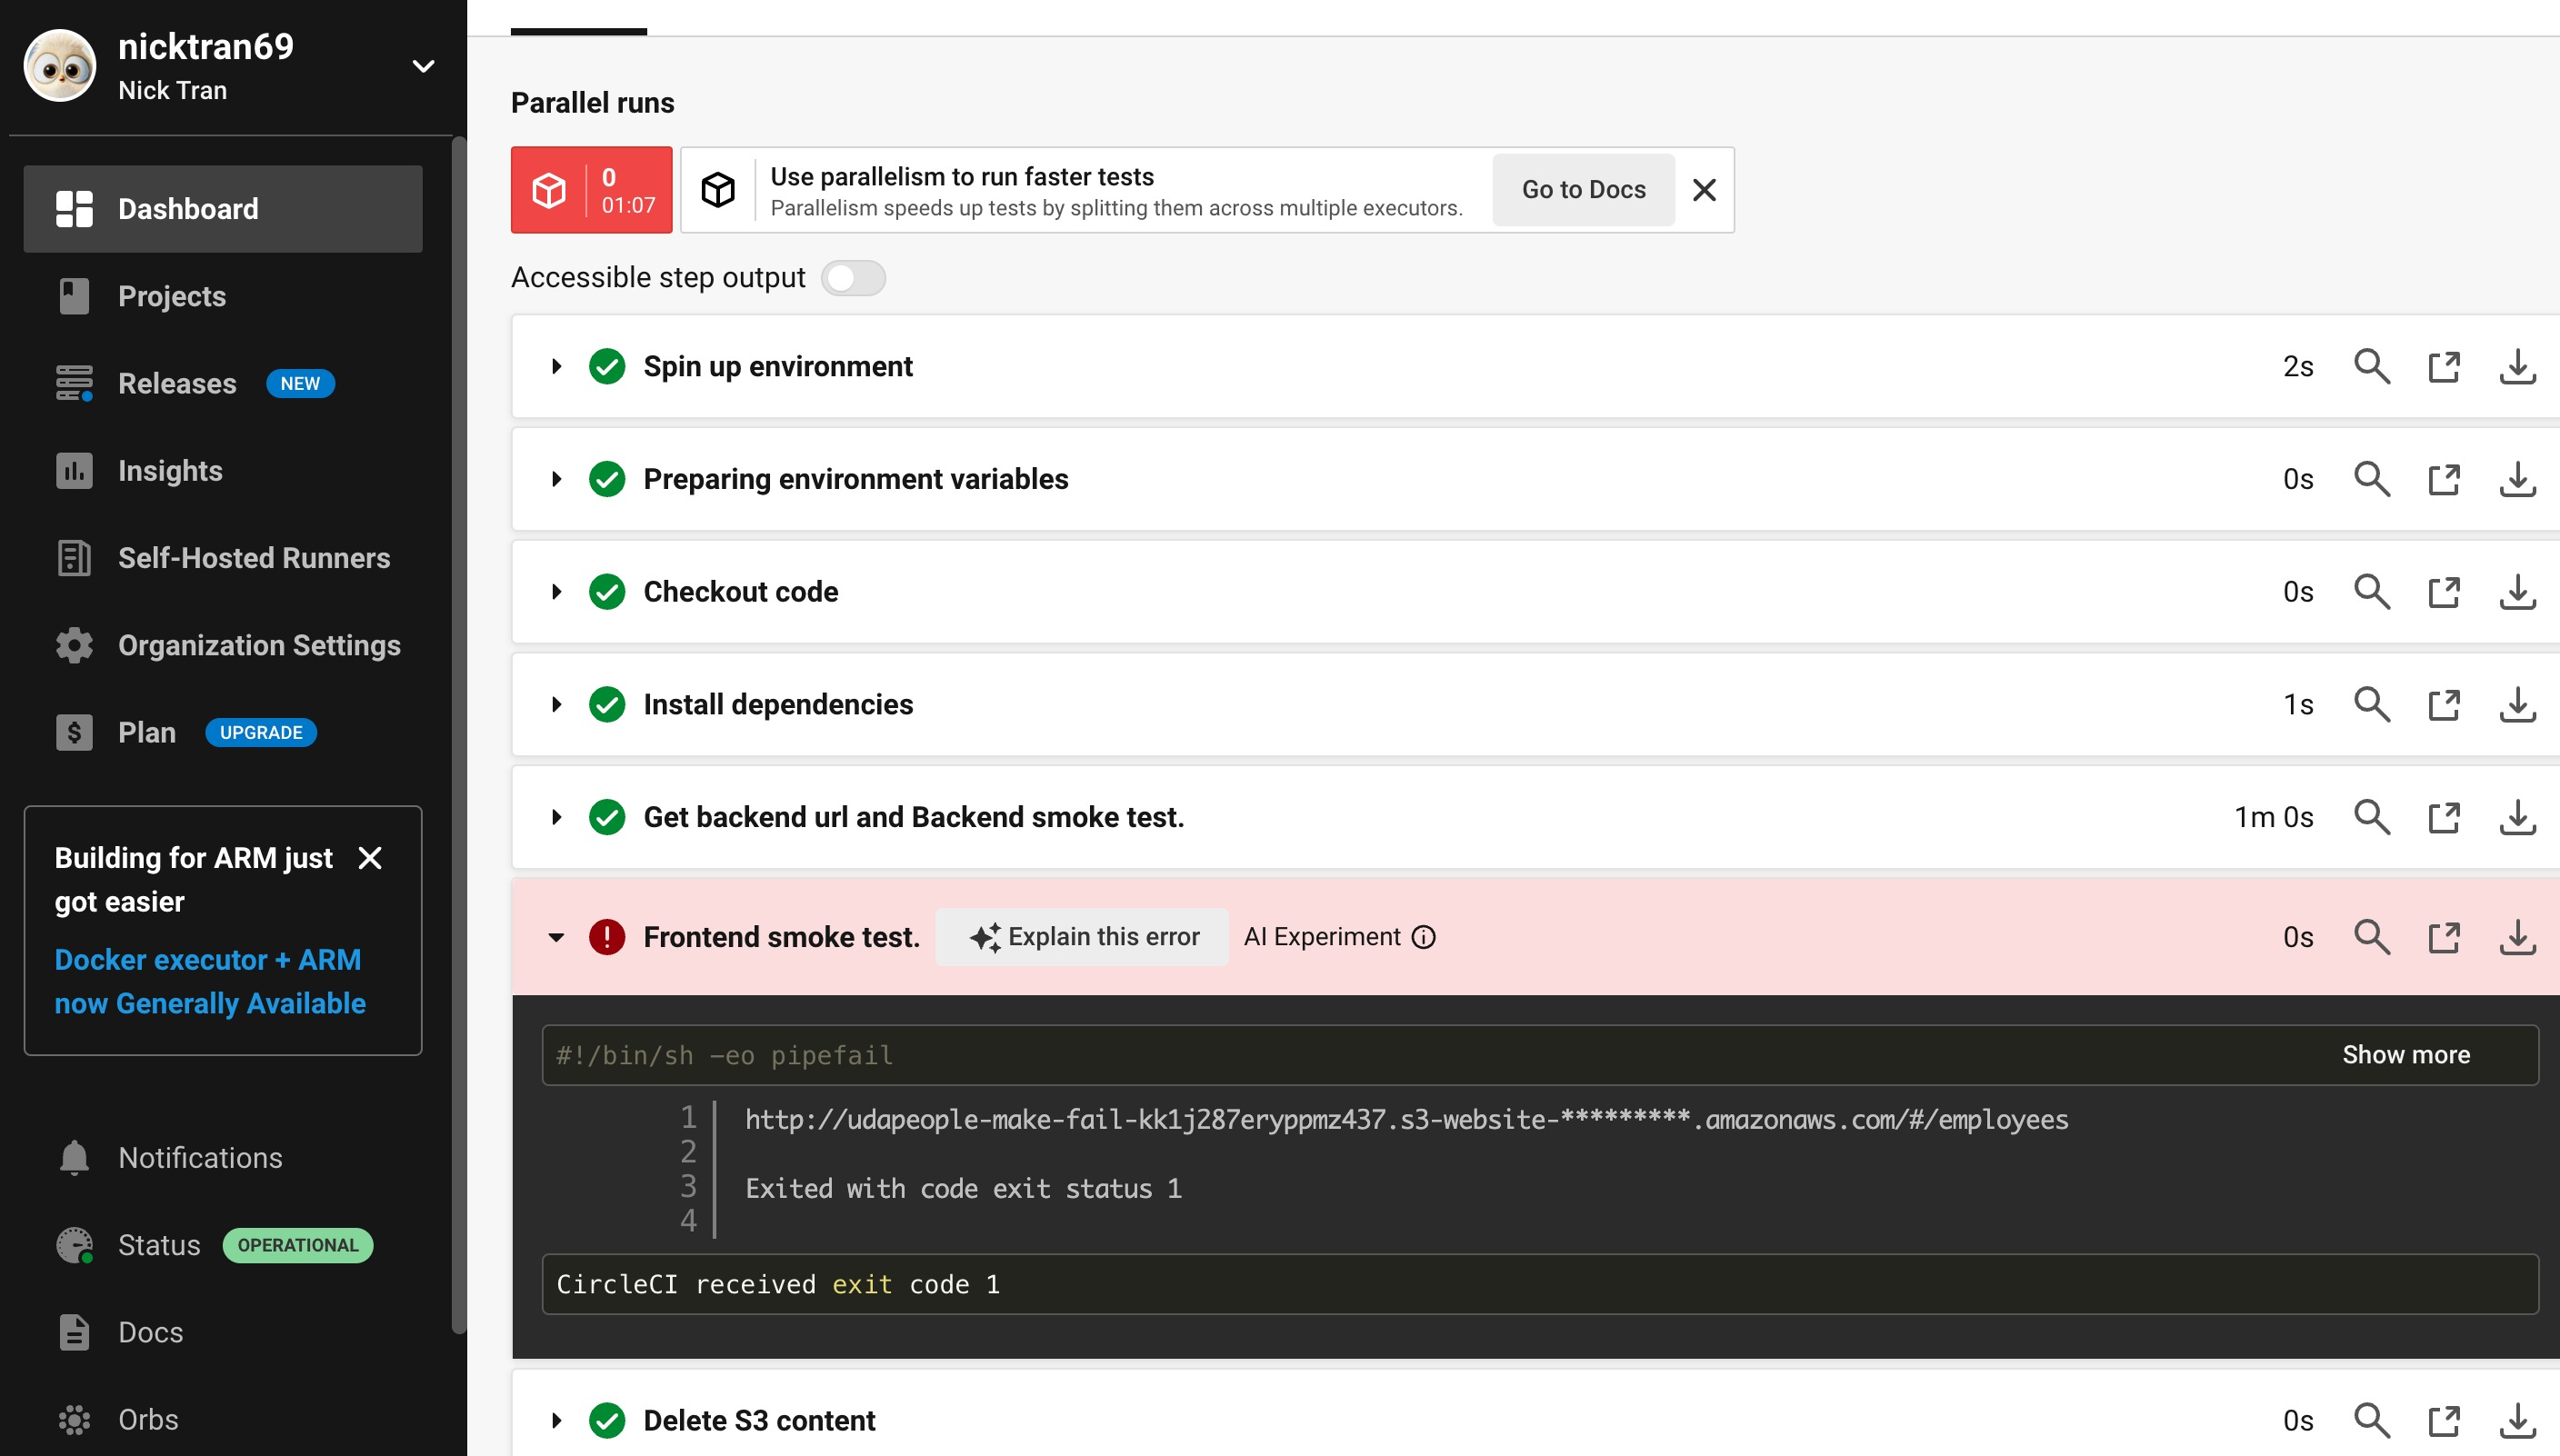 nicktran69
Nick Tran
Dashboard
Projects
Releases NEW
Insights
Self-Hosted Runners
Organization Settings
Plan UPGRADE
Building for ARM just
got easier
Docker executor + ARM
now Generally Available
Notifications
Status OPERATIONAL
Docs
Orbs
Parallel runs
0
01:07
Use parallelism to run faster tests
Parallelism speeds up tests by splitting them across multiple executors.
Go to Docs
Accessible step output
Spin up environment 2s
Preparing environment variables 0s
Checkout code 0s
Install dependencies 1s
Get backend url and Backend smoke test. 1m 0s
Frontend smoke test. Explain this error AI Experiment 0s
#!/bin/sh -eo pipefail Show more
1 http://udapeople-make-fail-kk1j287eryppmz437.s3-website-*********.amazonaws.com/#/employees
2
3 Exited with code exit status 1
4
CircleCI received exit code 1
Delete S3 content 0s